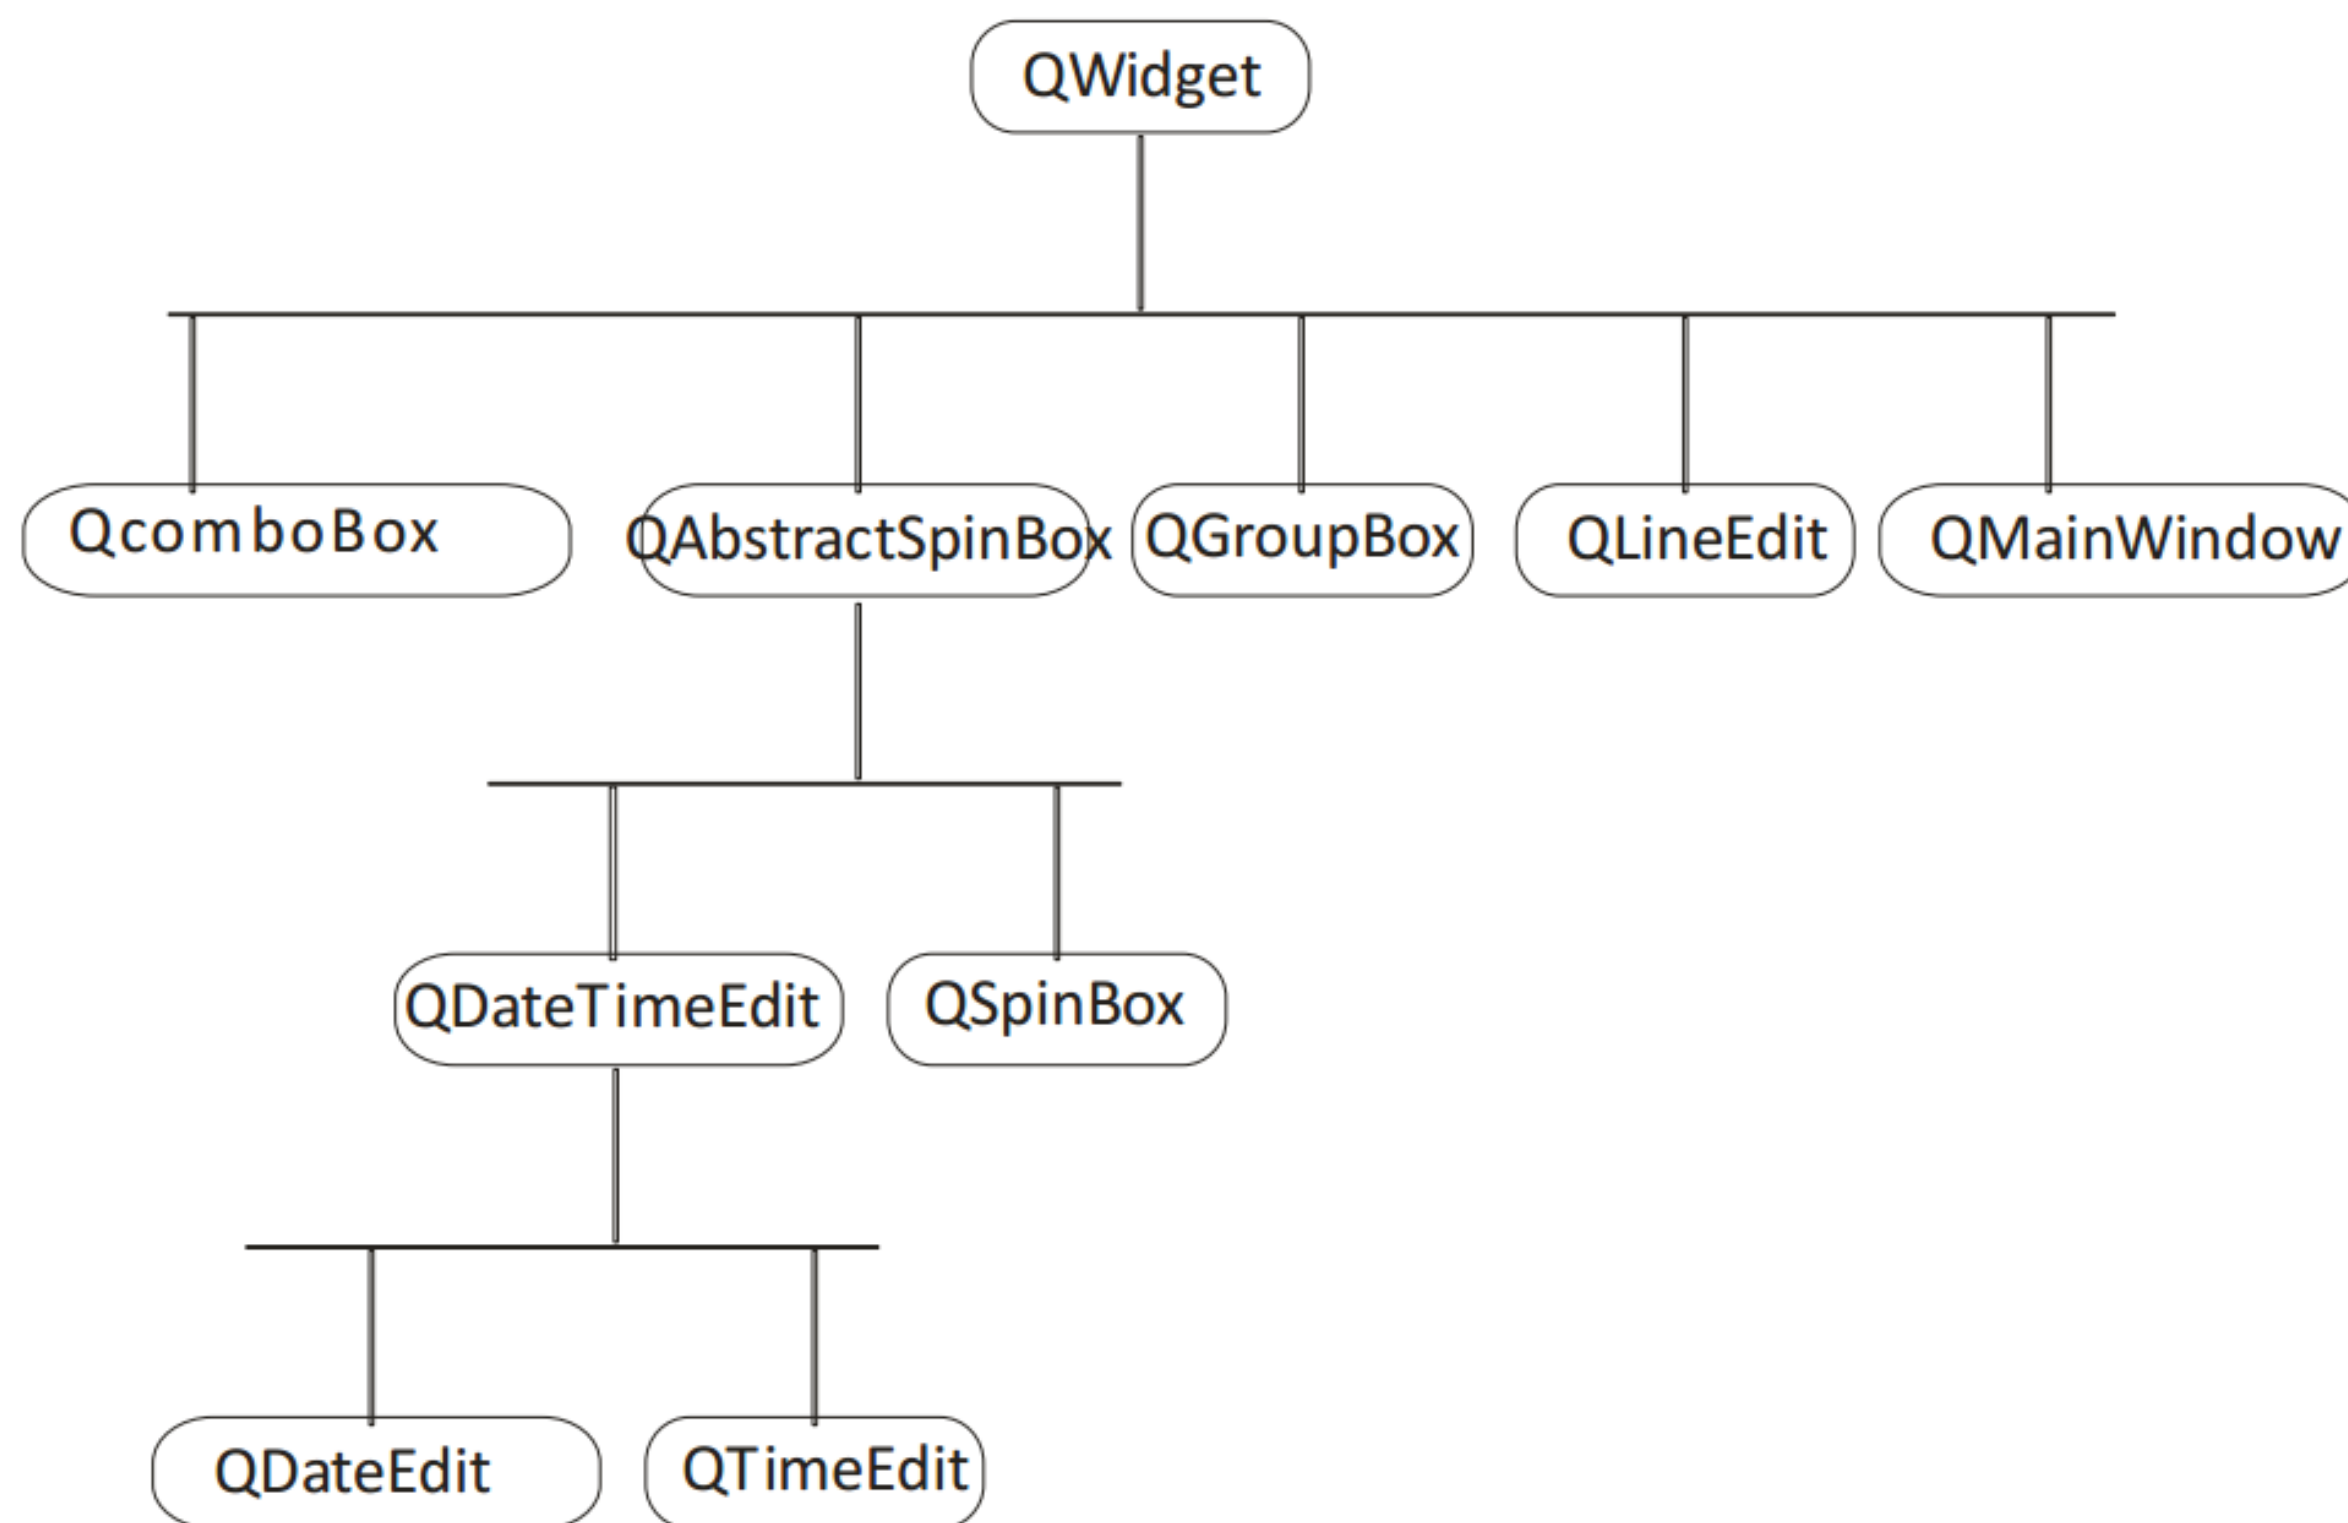 QWidget
QcomboBox QAbstractSpinBox QGroupBox QLineEdit QMainWindow
QDateTimeEdit QSpinBox
QDateEdit QTimeEdit